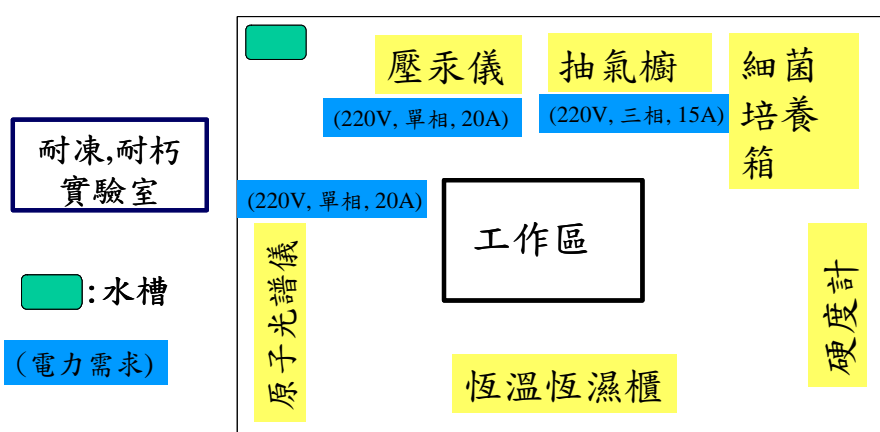 耐凍,耐朽
實驗室
:水槽
(電力需求)
壓汞儀
(220V, 單相, 20A)
抽氣櫥
(220V, 三相, 15A)
細菌
培養
箱
(220V, 單相, 20A)
工作區
原子光譜儀
硬度計
恆溫恆濕櫃